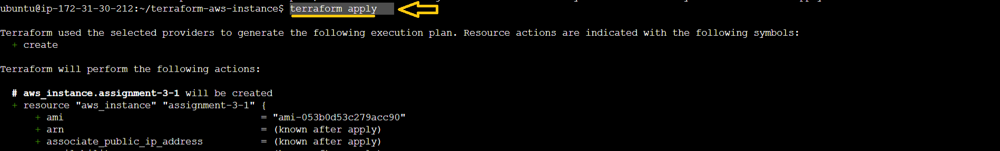 ubuntu@ip-172-31-30-212:~/terraform-aws-instance$ terraform apply
Terraform used the selected providers to generate the following execution plan. Resource actions are indicated with the following symbols:
+ create
Terraform will perform the following actions:
# aws_instance.assignment-3-1 will be created
+ resource "aws_instance" "assignment-3-1" {
+ ami = "ami-053b0d53c279acc90"
+ arn = (known after apply)
+ associate_public_ip_address = (known after apply)